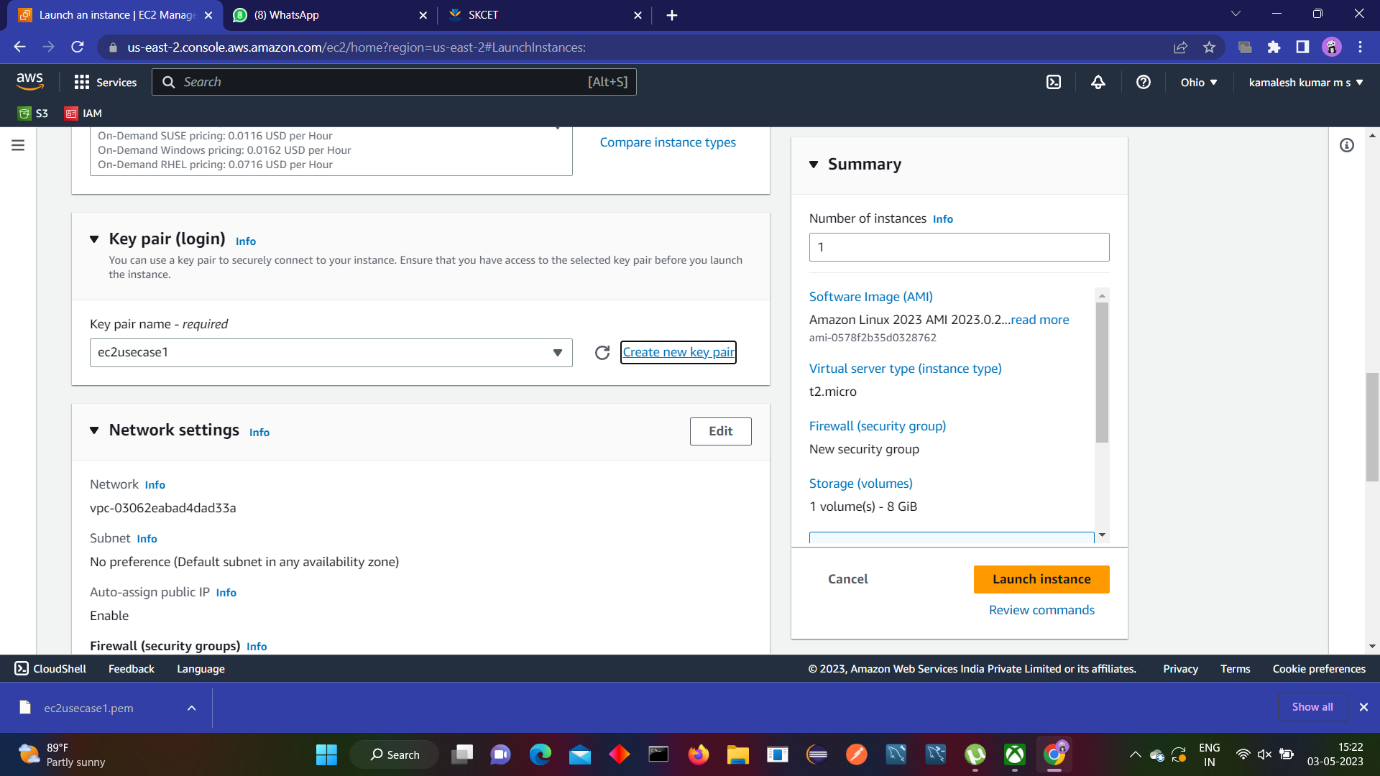 Launch an instance | EC2 Manage
(8) WhatsApp
SKCET
us-east-2.console.aws.amazon.com/ec2/home?region=us-east-2#LaunchInstances:
aws
Services
Search
[Alt+S]
Ohio
kamalesh kumar m s
S3
IAM
On-Demand SUSE pricing: 0.0116 USD per Hour
On-Demand Windows pricing: 0.0162 USD per Hour
On-Demand RHEL pricing: 0.0716 USD per Hour
Compare instance types
Key pair (login) Info
You can use a key pair to securely connect to your instance. Ensure that you have access to the selected key pair before you launch
the instance.
Key pair name - required
ec2usecase1
Create new key pair
Network settings Info
Edit
Network Info
vpc-03062eabad4dad33a
Subnet Info
No preference (Default subnet in any availability zone)
Auto-assign public IP Info
Enable
Firewall (security groups) Info
Summary
Number of instances Info
1
Software Image (AMI)
Amazon Linux 2023 AMI 2023.0.2...read more
ami-0578f2b35d0328762
Virtual server type (instance type)
t2.micro
Firewall (security group)
New security group
Storage (volumes)
1 volume(s) - 8 GiB
Cancel
Launch instance
Review commands
CloudShell
Feedback
Language
© 2023, Amazon Web Services India Private Limited or its affiliates.
Privacy
Terms
Cookie preferences
ec2usecase1.pem
Show all
89°F
Partly sunny
Search
ENG
IN
15:22
03-05-2023